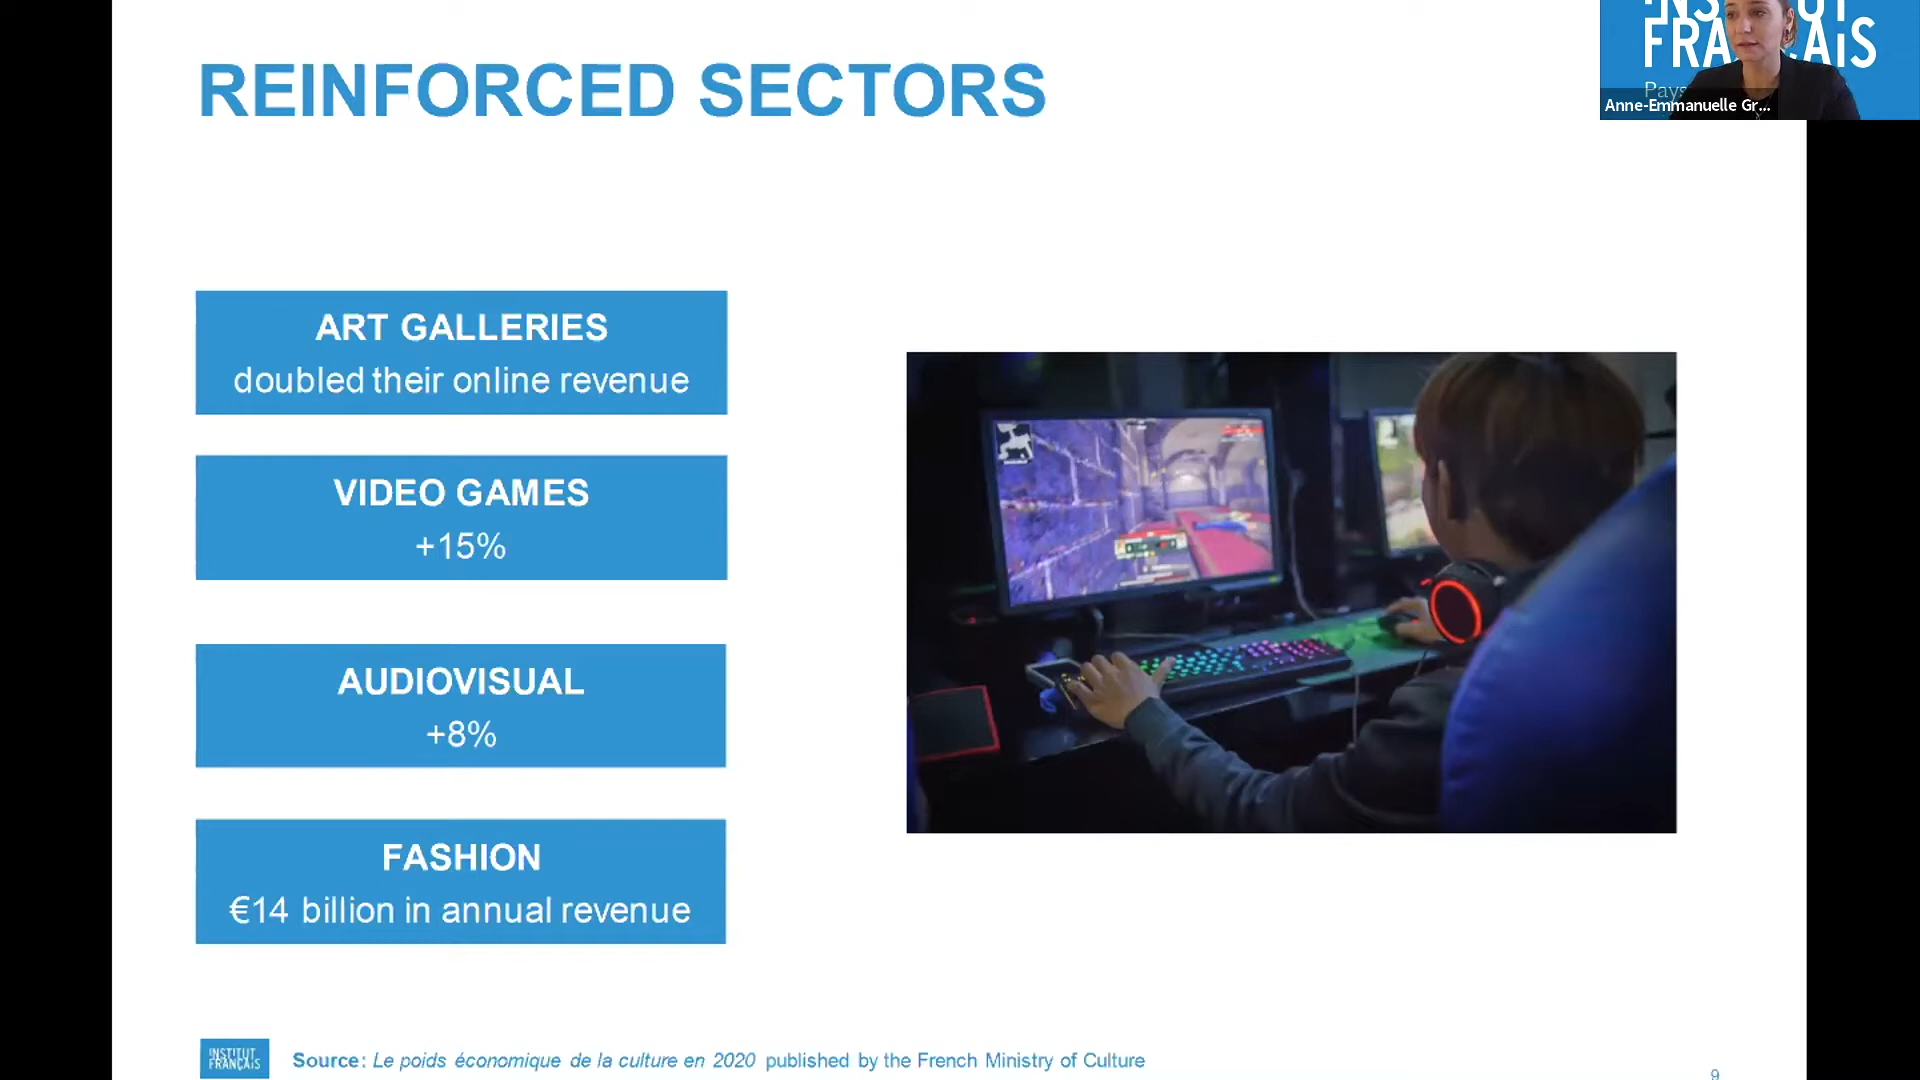 REINFORCED SECTORS
FRANÇAIS
Pays
Anne-Emmanuelle Gr...
ART GALLERIES
doubled their online revenue
VIDEO GAMES
+15%
AUDIOVISUAL
+8%
FASHION
€14 billion in annual revenue
INSTITUT
FRANÇAIS
Source: Le poids économique de la culture en 2020 published by the French Ministry of Culture
9